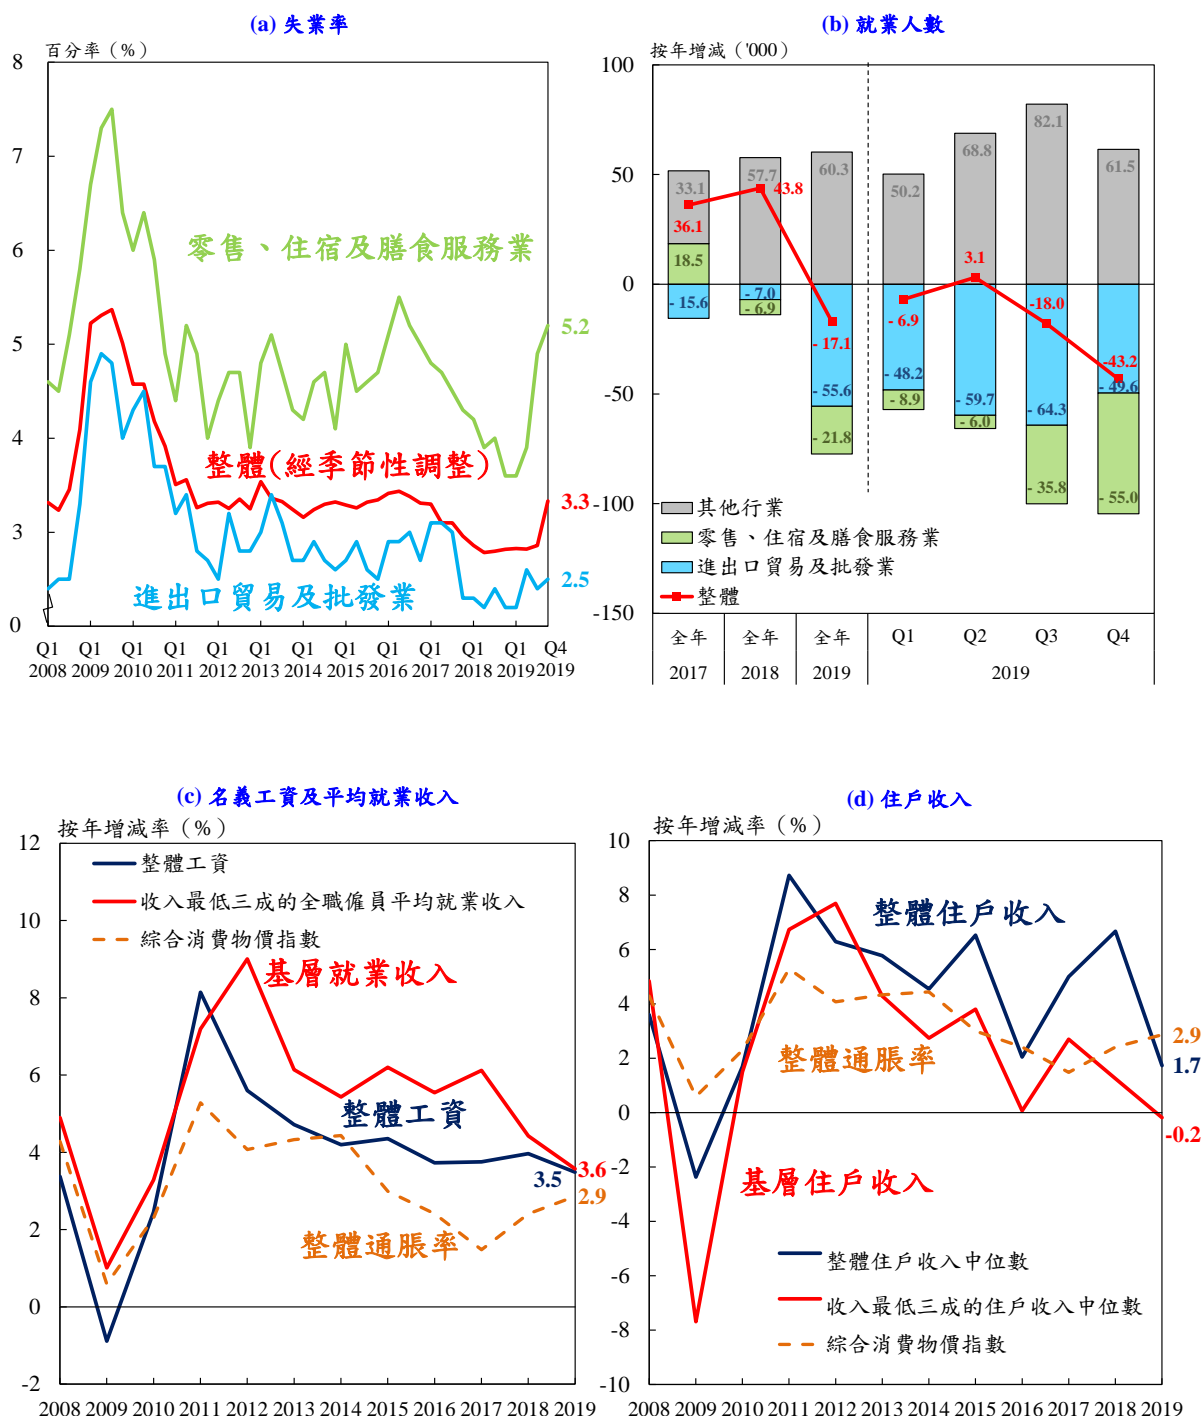 (a) 失業率
百分率（%）
8
7
6
5
4
3
0
零售、住宿及膳食服務業
5.2
整體(經季節性調整)
3.3
進出口貿易及批發業
2.5
Q1 Q1 Q1 Q1 Q1 Q1 Q1 Q1 Q1 Q1 Q1 Q1 Q4
2008 2009 2010 2011 2012 2013 2014 2015 2016 2017 2018 2019 2019
(b) 就業人數
按年增減（'000）
100
50
0
-50
-100
-150
33.1
36.1
18.5
- 15.6
57.7
43.8
- 7.0
- 6.9
60.3
- 17.1
- 55.6
- 21.8
50.2
- 6.9
- 48.2
- 8.9
68.8
3.1
- 59.7
- 6.0
82.1
-18.0
- 64.3
- 35.8
61.5
-43.2
- 49.6
- 55.0
其他行業
零售、住宿及膳食服務業
進出口貿易及批發業
整體
全年 全年 全年 Q1 Q2 Q3 Q4
2017 2018 2019 2019
(c) 名義工資及平均就業收入
按年增減率（%）
12
10
8
6
4
2
0
-2
整體工資
收入最低三成的全職僱員平均就業收入
綜合消費物價指數
基層就業收入
整體工資
3.6
3.5
2.9
整體通脹率
2008 2009 2010 2011 2012 2013 2014 2015 2016 2017 2018 2019
(d) 住戶收入
按年增減率（%）
10
8
6
4
2
0
-2
-4
-6
-8
-10
整體住戶收入
整體通脹率
2.9
1.7
-0.2
基層住戶收入
整體住戶收入中位數
收入最低三成的住戶收入中位數
綜合消費物價指數
2008 2009 2010 2011 2012 2013 2014 2015 2016 2017 2018 2019